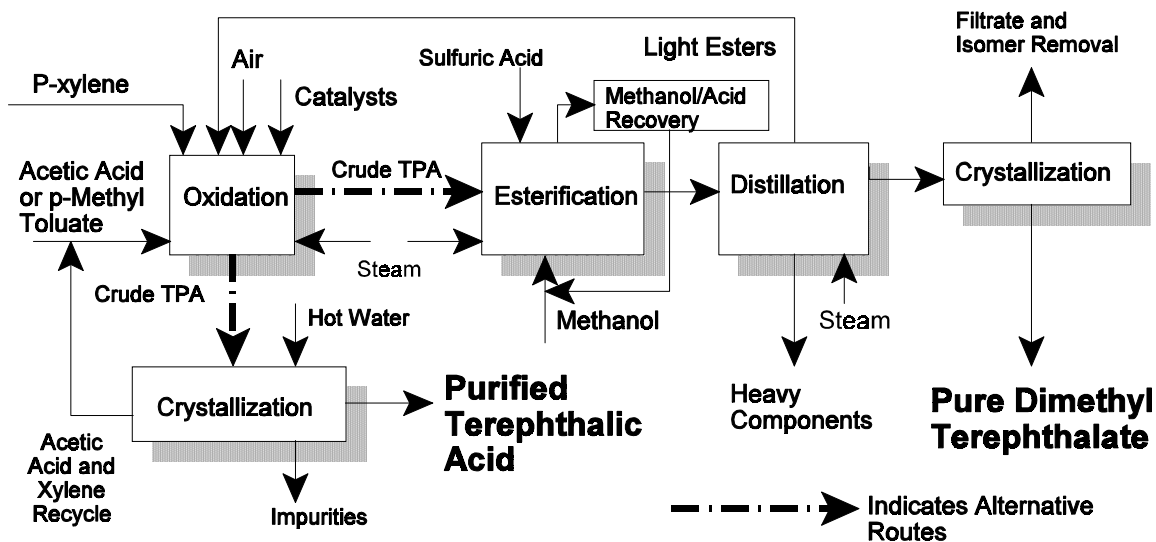 Filtrate and
Isomer Removal
Light Esters
Air
Sulfuric Acid
P-xylene
Catalysts
Methanol/Acid
Recovery
Acetic Acid
or p-Methyl
Toluate
Oxidation
Crude TPA
Esterification
Distillation
Crystallization
Steam
Crude TPA
Hot Water
Methanol
Steam
Crystallization
Purified
Terephthalic
Acid
Heavy
Components
Pure Dimethyl
Terephthalate
Acetic
Acid and
Xylene
Recycle
Impurities
Indicates Alternative
Routes